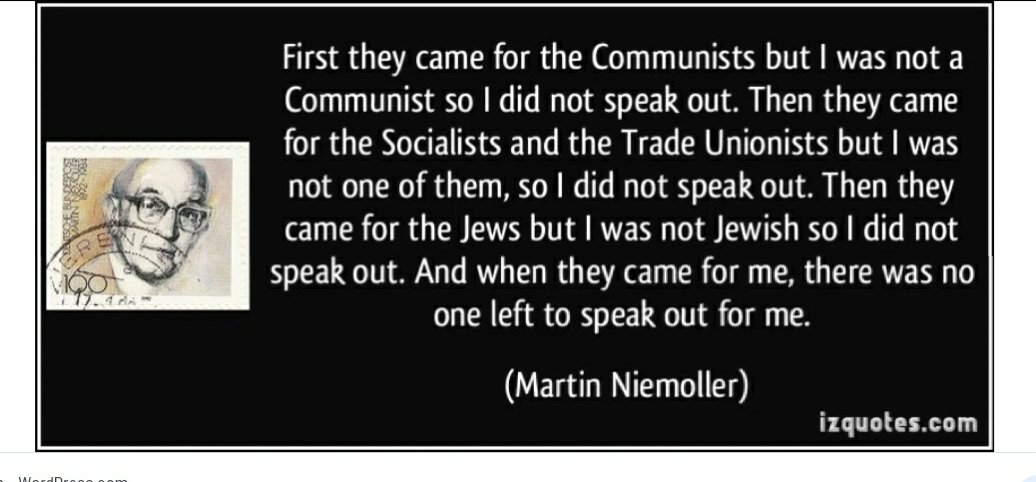 First they came for the Communists but I was not a
Communist so I did not speak out. Then they came
for the Socialists and the Trade Unionists but I was
not one of them, so I did not speak out. Then they
came for the Jews but I was not Jewish so I did not
speak out. And when they came for me, there was no
one left to speak out for me.
(Martin Niemoller)
izquotes.com
100
WordPress.com